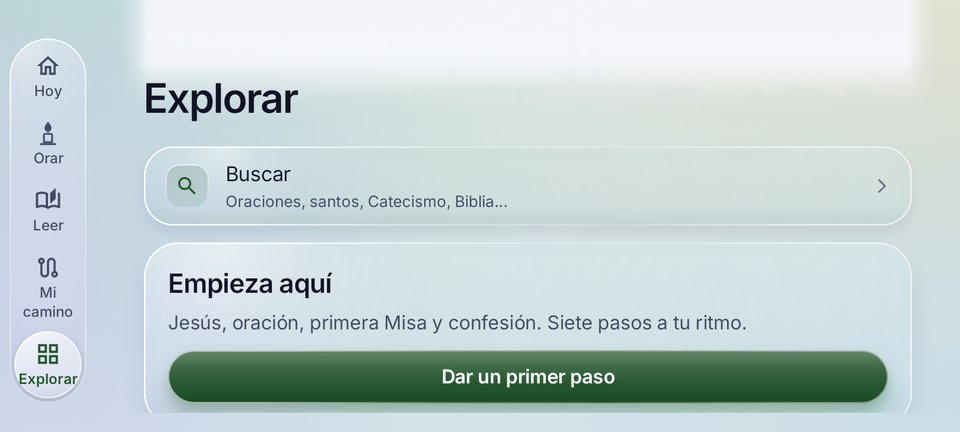 Hoy
Orar
Leer
Mi
camino
Explorar
Explorar
Buscar
Oraciones, santos, Catecismo, Biblia...
Empieza aquí
Jesús, oración, primera Misa y confesión. Siete pasos a tu ritmo.
Dar un primer paso